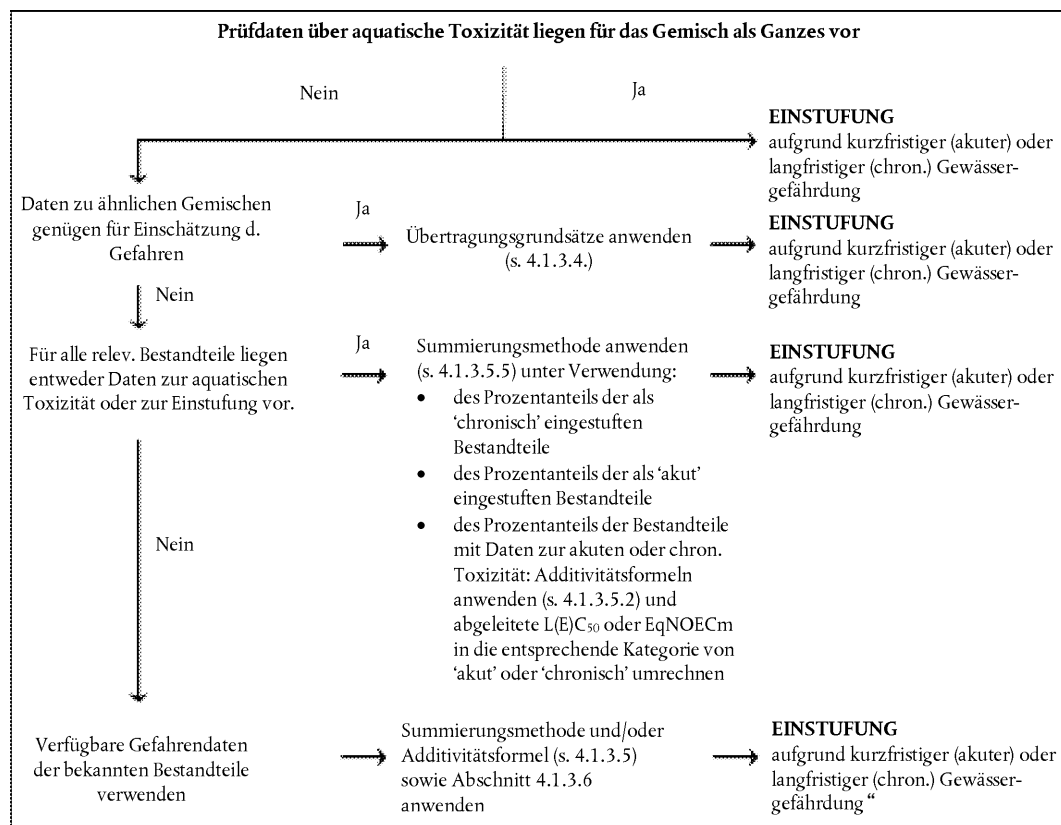 Prüfdaten über aquatische Toxizität liegen für das Gemisch als Ganzes vor
Nein
Ja
EINSTUFUNG
aufgrund kurzfristiger (akuter) oder
langfristiger (chron.) Gewässer-
gefährdung
Daten zu ähnlichen Gemischen
genügen für Einschätzung d.
Gefahren
Ja
Übertragungsgrundsätze anwenden
(s. 4.1.3.4.)
EINSTUFUNG
aufgrund kurzfristiger (akuter) oder
langfristiger (chron.) Gewässer-
gefährdung
Nein
Für alle relev. Bestandteile liegen
entweder Daten zur aquatischen
Toxizität oder zur Einstufung vor.
Ja
Summierungsmethode anwenden
(s. 4.1.3.5.5) unter Verwendung:
• des Prozentanteils der als
‘chronisch’ eingestuften
Bestandteile
• des Prozentanteils der als ‘akut’
eingestuften Bestandteile
• des Prozentanteils der Bestandteile
mit Daten zur akuten oder chron.
Toxizität: Additivitätsformeln
anwenden (s. 4.1.3.5.2) und
abgeleitete L(E)C₅₀ oder EqNOECm
in die entsprechende Kategorie von
‘akut’ oder ‘chronisch’ umrechnen
EINSTUFUNG
aufgrund kurzfristiger (akuter) oder
langfristiger (chron.) Gewässer-
gefährdung
Nein
Verfügbare Gefahrendaten
der bekannten Bestandteile
verwenden
Summierungsmethode und/oder
Additivitätsformel (s. 4.1.3.5)
sowie Abschnitt 4.1.3.6
anwenden
EINSTUFUNG
aufgrund kurzfristiger (akuter) oder
langfristiger (chron.) Gewässer-
gefährdung “